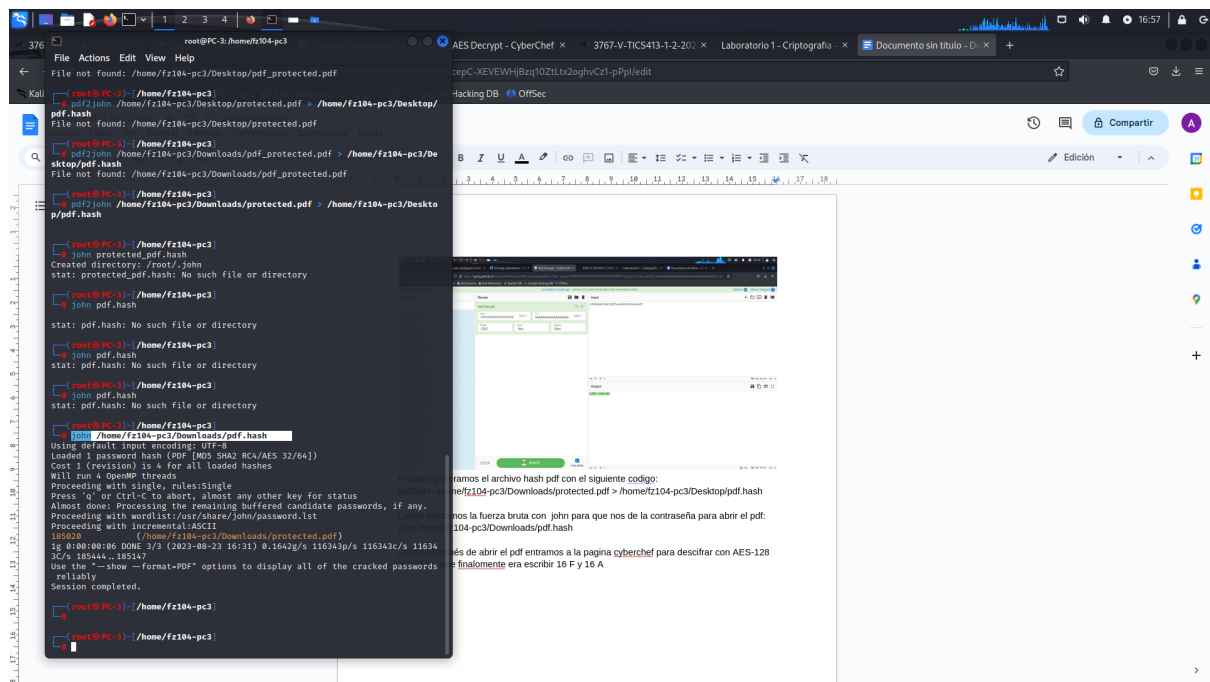 1 2 3 4
16:57
376
root@PC-3: /home/fz104-pc3
AES Decrypt - CyberChef ×
3767-V-TICS413-1-2-202 ×
Laboratorio 1 - Criptografia - ×
Documento sin titulo - Do ×
File Actions Edit View Help
cepC-XEVEWHjBzq10ZtLtx2oghvCz1-pPpI/edit
Kali
Hacking DB OffSec
Compartir
A
Edición
File not found: /home/fz104-pc3/Desktop/pdf_protected.pdf
(root㉿PC-3)-[/home/fz104-pc3]
# pdf2john /home/fz104-pc3/Desktop/protected.pdf > /home/fz104-pc3/Desktop/
pdf.hash
File not found: /home/fz104-pc3/Desktop/protected.pdf
(root㉿PC-3)-[/home/fz104-pc3]
# pdf2john /home/fz104-pc3/Downloads/pdf_protected.pdf > /home/fz104-pc3/De
sktop/pdf.hash
File not found: /home/fz104-pc3/Downloads/pdf_protected.pdf
(root㉿PC-3)-[/home/fz104-pc3]
# pdf2john /home/fz104-pc3/Downloads/protected.pdf > /home/fz104-pc3/Deskto
p/pdf.hash
(root㉿PC-3)-[/home/fz104-pc3]
# john protected_pdf.hash
Created directory: /root/.john
stat: protected_pdf.hash: No such file or directory
(root㉿PC-3)-[/home/fz104-pc3]
# john pdf.hash
stat: pdf.hash: No such file or directory
(root㉿PC-3)-[/home/fz104-pc3]
# john pdf.hash
stat: pdf.hash: No such file or directory
(root㉿PC-3)-[/home/fz104-pc3]
# john pdf.hash
stat: pdf.hash: No such file or directory
(root㉿PC-3)-[/home/fz104-pc3]
# john /home/fz104-pc3/Downloads/pdf.hash
Using default input encoding: UTF-8
Loaded 1 password hash (PDF [MD5 SHA2 RC4/AES 32/64])
Cost 1 (revision) is 4 for all loaded hashes
Will run 4 OpenMP threads
Proceeding with single, rules:Single
Press 'q' or Ctrl-C to abort, almost any other key for status
Almost done: Processing the remaining buffered candidate passwords, if any.
Proceeding with wordlist:/usr/share/john/password.lst
Proceeding with incremental:ASCII
185020 (/home/fz104-pc3/Downloads/protected.pdf)
1g 0:00:00:06 DONE 3/3 (2023-08-23 16:31) 0.1642g/s 116343p/s 116343c/s 11634
3C/s 185444..185147
Use the "--show --format=PDF" options to display all of the cracked passwords
reliably
Session completed.
(root㉿PC-3)-[/home/fz104-pc3]
#
(root㉿PC-3)-[/home/fz104-pc3]
#
eramos el archivo hash pdf con el siguiente codigo:
me/fz104-pc3/Downloads/protected.pdf > /home/fz104-pc3/Desktop/pdf.hash
mos la fuerza bruta con john para que nos de la contraseña para abrir el pdf:
104-pc3/Downloads/pdf.hash
és de abrir el pdf entramos a la pagina cyberchef para descifrar con AES-128
e finalomente era escribir 16 F y 16 A